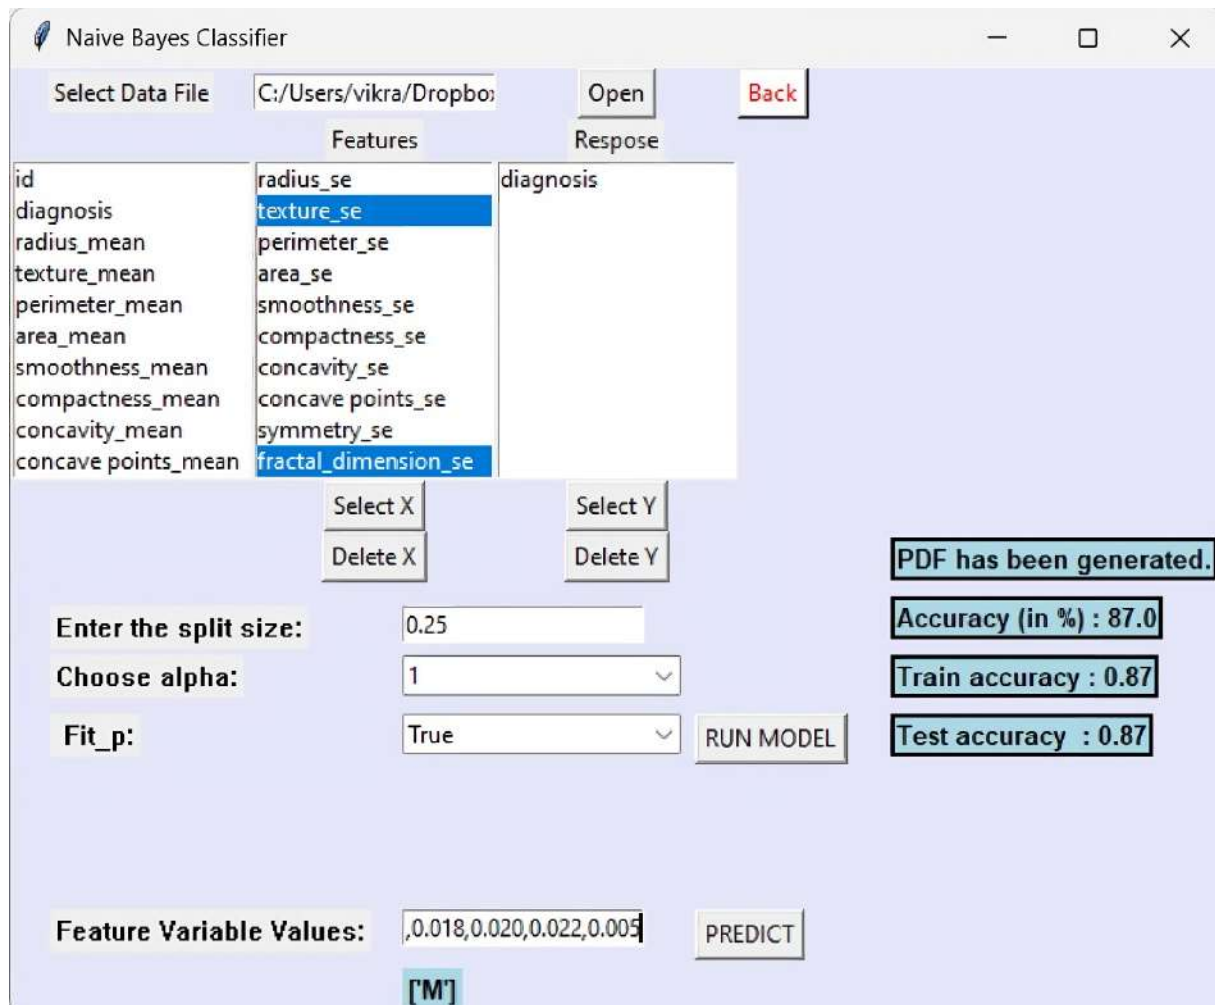 Naive Bayes Classifier
Select Data File C:/Users/vikra/Dropbox Open Back
Features Respose
id radius_se diagnosis
diagnosis texture_se
radius_mean perimeter_se
texture_mean area_se
perimeter_mean smoothness_se
area_mean compactness_se
smoothness_mean concavity_se
compactness_mean concave points_se
concavity_mean symmetry_se
concave points_mean fractal_dimension_se
Select X Select Y
Delete X Delete Y
PDF has been generated.
Enter the split size: 0.25 Accuracy (in %) : 87.0
Choose alpha: 1 Train accuracy : 0.87
Fit_p: True RUN MODEL Test accuracy : 0.87
Feature Variable Values: ,0.018,0.020,0.022,0.005 PREDICT
['M']